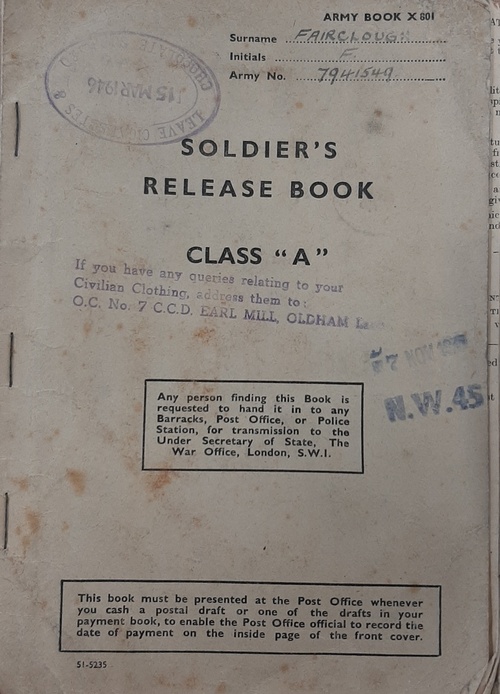 ARMY BOOK X 801
Surname FAIRCLOUGH
Initials F.
Army No. 7941549
CHOCOLATE
15 MAR 1946
LEAVE CIGARETTES &
SOLDIER'S
RELEASE BOOK
CLASS "A"
If you have any queries relating to your
Civilian Clothing, address them to:
O.C. No. 7 C.C.D. EARL MILL, OLDHAM
7 NOV
N.W.45
Any person finding this Book is
requested to hand it in to any
Barracks, Post Office, or Police
Station, for transmission to the
Under Secretary of State, The
War Office, London, S.W.1.
This book must be presented at the Post Office whenever
you cash a postal draft or one of the drafts in your
payment book, to enable the Post Office official to record the
date of payment on the inside page of the front cover.
51-5235